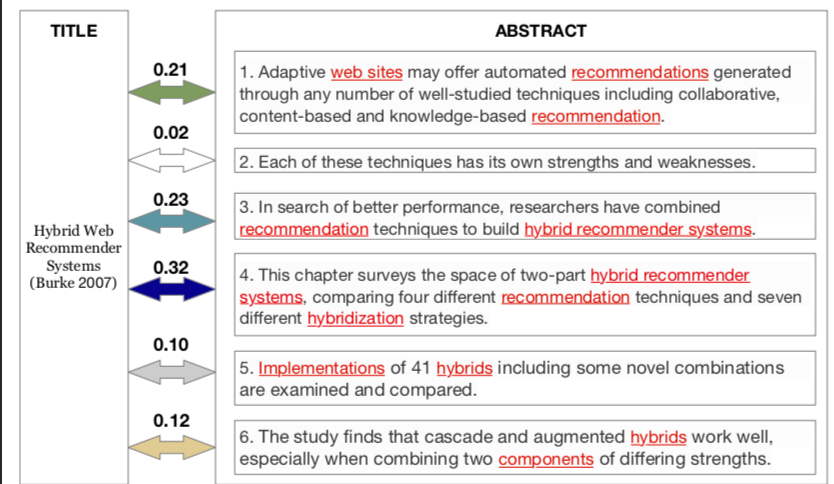 TITLE
ABSTRACT
0.21
1. Adaptive web sites may offer automated recommendations generated
through any number of well-studied techniques including collaborative,
content-based and knowledge-based recommendation.
0.02
2. Each of these techniques has its own strengths and weaknesses.
0.23
3. In search of better performance, researchers have combined
recommendation techniques to build hybrid recommender systems.
Hybrid Web
Recommender
Systems
(Burke 2007)
0.32
4. This chapter surveys the space of two-part hybrid recommender
systems, comparing four different recommendation techniques and seven
different hybridization strategies.
0.10
5. Implementations of 41 hybrids including some novel combinations
are examined and compared.
0.12
6. The study finds that cascade and augmented hybrids work well,
especially when combining two components of differing strengths.